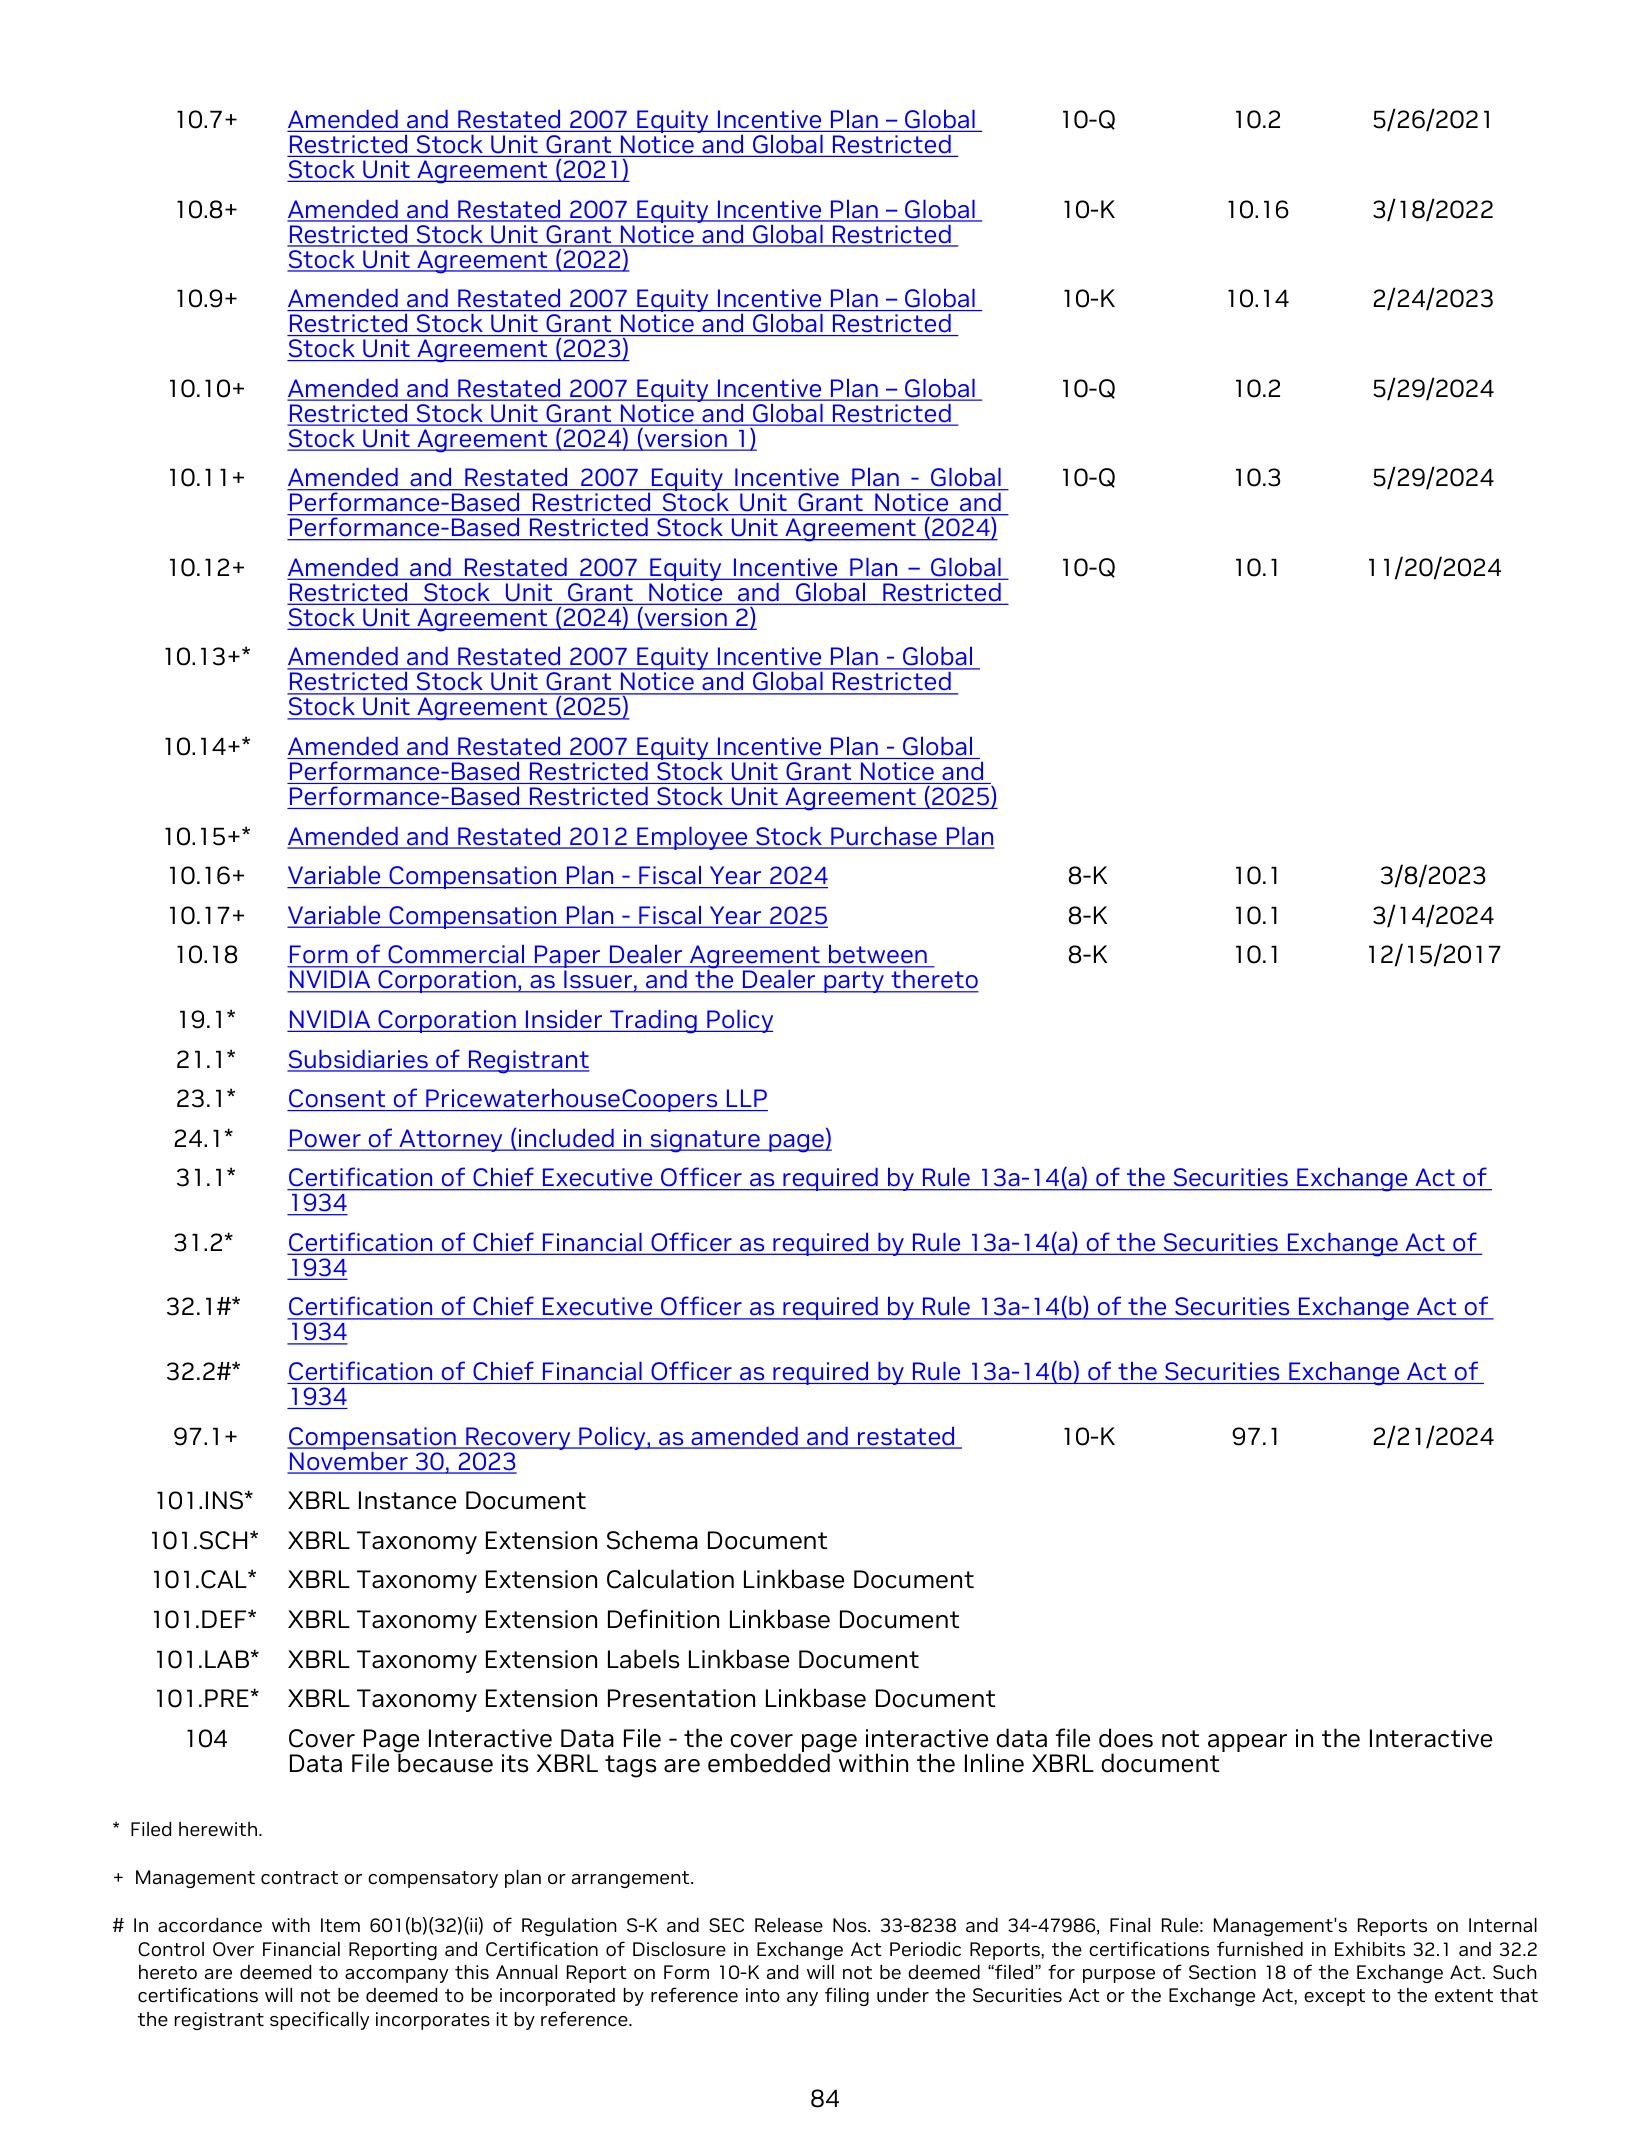 10.7+ Amended and Restated 2007 Equity Incentive Plan – Global 10-Q 10.2 5/26/2021
Restricted Stock Unit Grant Notice and Global Restricted
Stock Unit Agreement (2021)
10.8+ Amended and Restated 2007 Equity Incentive Plan – Global 10-K 10.16 3/18/2022
Restricted Stock Unit Grant Notice and Global Restricted
Stock Unit Agreement (2022)
10.9+ Amended and Restated 2007 Equity Incentive Plan – Global 10-K 10.14 2/24/2023
Restricted Stock Unit Grant Notice and Global Restricted
Stock Unit Agreement (2023)
10.10+ Amended and Restated 2007 Equity Incentive Plan – Global 10-Q 10.2 5/29/2024
Restricted Stock Unit Grant Notice and Global Restricted
Stock Unit Agreement (2024) (version 1)
10.11+ Amended and Restated 2007 Equity Incentive Plan - Global 10-Q 10.3 5/29/2024
Performance-Based Restricted Stock Unit Grant Notice and
Performance-Based Restricted Stock Unit Agreement (2024)
10.12+ Amended and Restated 2007 Equity Incentive Plan – Global 10-Q 10.1 11/20/2024
Restricted Stock Unit Grant Notice and Global Restricted
Stock Unit Agreement (2024) (version 2)
10.13+* Amended and Restated 2007 Equity Incentive Plan - Global
Restricted Stock Unit Grant Notice and Global Restricted
Stock Unit Agreement (2025)
10.14+* Amended and Restated 2007 Equity Incentive Plan - Global
Performance-Based Restricted Stock Unit Grant Notice and
Performance-Based Restricted Stock Unit Agreement (2025)
10.15+* Amended and Restated 2012 Employee Stock Purchase Plan
10.16+ Variable Compensation Plan - Fiscal Year 2024 8-K 10.1 3/8/2023
10.17+ Variable Compensation Plan - Fiscal Year 2025 8-K 10.1 3/14/2024
10.18 Form of Commercial Paper Dealer Agreement between 8-K 10.1 12/15/2017
NVIDIA Corporation, as Issuer, and the Dealer party thereto
19.1* NVIDIA Corporation Insider Trading Policy
21.1* Subsidiaries of Registrant
23.1* Consent of PricewaterhouseCoopers LLP
24.1* Power of Attorney (included in signature page)
31.1* Certification of Chief Executive Officer as required by Rule 13a-14(a) of the Securities Exchange Act of
1934
31.2* Certification of Chief Financial Officer as required by Rule 13a-14(a) of the Securities Exchange Act of
1934
32.1#* Certification of Chief Executive Officer as required by Rule 13a-14(b) of the Securities Exchange Act of
1934
32.2#* Certification of Chief Financial Officer as required by Rule 13a-14(b) of the Securities Exchange Act of
1934
97.1+ Compensation Recovery Policy, as amended and restated 10-K 97.1 2/21/2024
November 30, 2023
101.INS* XBRL Instance Document
101.SCH* XBRL Taxonomy Extension Schema Document
101.CAL* XBRL Taxonomy Extension Calculation Linkbase Document
101.DEF* XBRL Taxonomy Extension Definition Linkbase Document
101.LAB* XBRL Taxonomy Extension Labels Linkbase Document
101.PRE* XBRL Taxonomy Extension Presentation Linkbase Document
104 Cover Page Interactive Data File - the cover page interactive data file does not appear in the Interactive
Data File because its XBRL tags are embedded within the Inline XBRL document
* Filed herewith.
+ Management contract or compensatory plan or arrangement.
# In accordance with Item 601(b)(32)(ii) of Regulation S-K and SEC Release Nos. 33-8238 and 34-47986, Final Rule: Management's Reports on Internal
Control Over Financial Reporting and Certification of Disclosure in Exchange Act Periodic Reports, the certifications furnished in Exhibits 32.1 and 32.2
hereto are deemed to accompany this Annual Report on Form 10-K and will not be deemed “filed” for purpose of Section 18 of the Exchange Act. Such
certifications will not be deemed to be incorporated by reference into any filing under the Securities Act or the Exchange Act, except to the extent that
the registrant specifically incorporates it by reference.
84